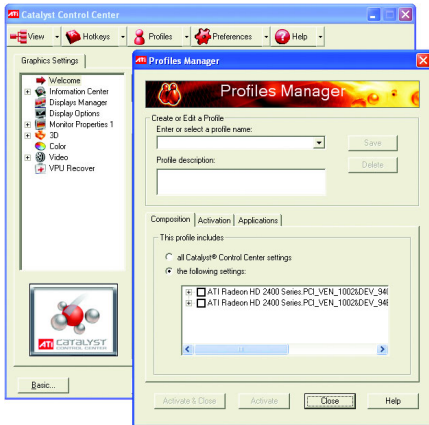 ATI Catalyst Control Center
View Hotkeys Profiles Preferences Help
Graphics Settings
Welcome
Information Center
Displays Manager
Display Options
Monitor Properties 1
3D
Color
Video
VPU Recover
ATI CATALYST
CONTROL CENTER
Basic...
ATI Profiles Manager
Profiles Manager
Create or Edit a Profile
Enter or select a profile name:
Save
Profile description:
Delete
Composition Activation Applications
This profile includes
all Catalyst® Control Center settings
the following settings:
ATI Radeon HD 2400 Series.PCI_VEN_1002&DEV_94
ATI Radeon HD 2400 Series.PCI_VEN_1002&DEV_94
Activate & Close Activate Close Help